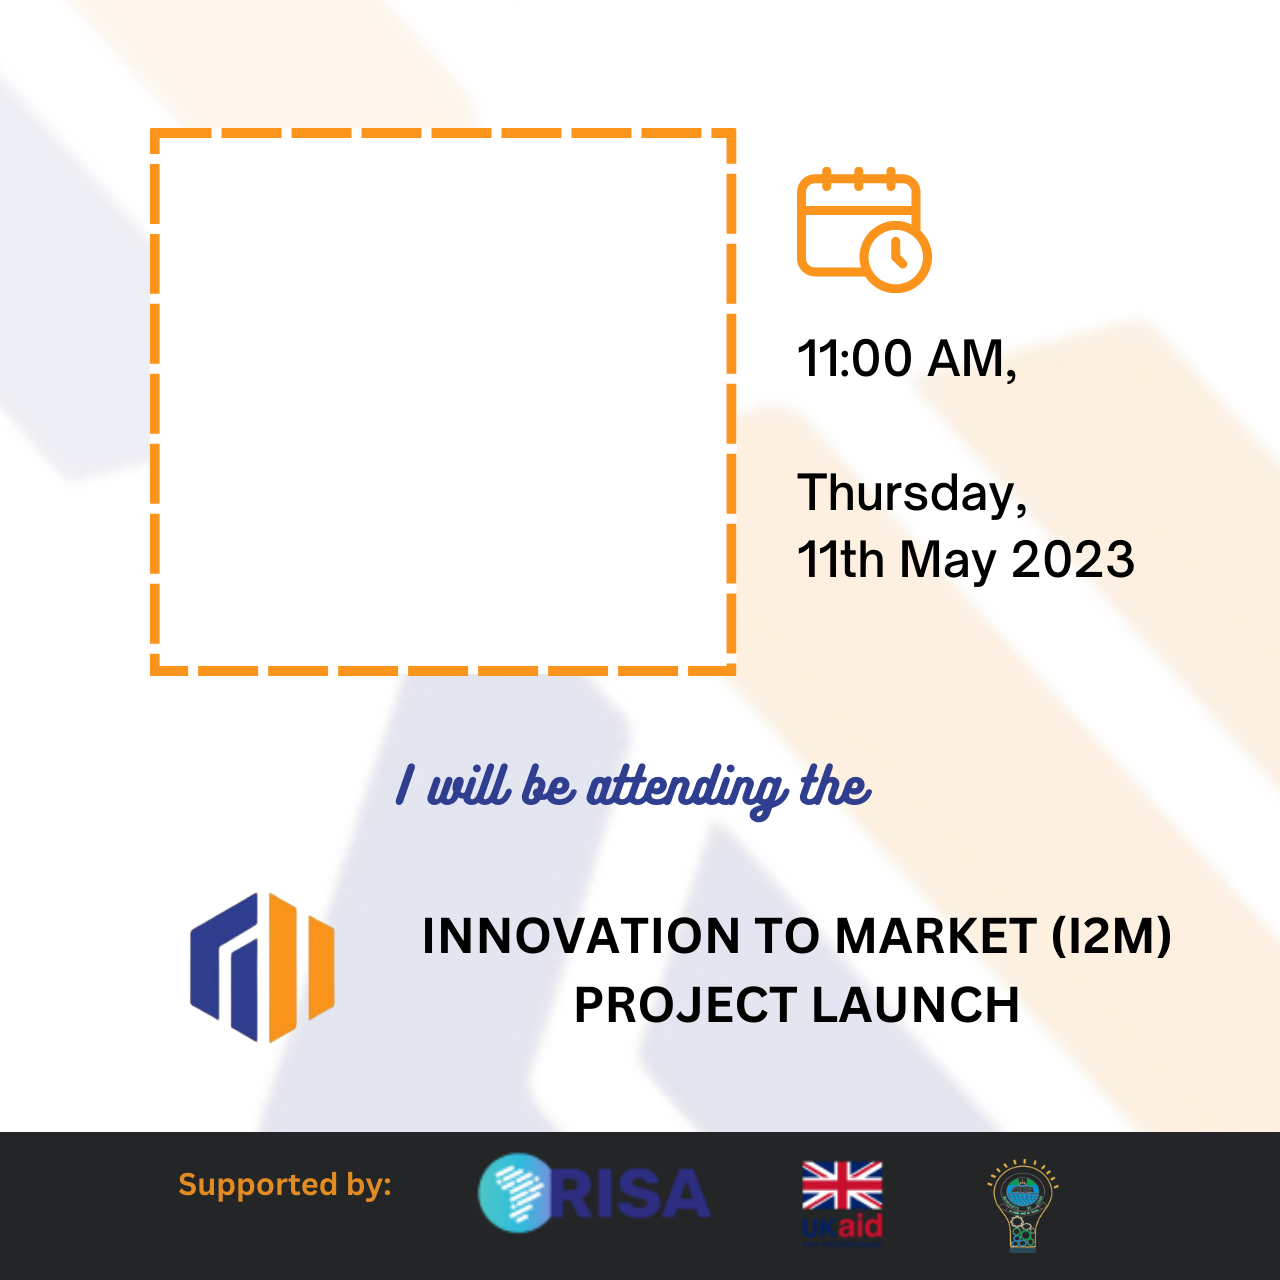 11:00 AM,
Thursday,
11th May 2023
I will be attending the
INNOVATION TO MARKET (I2M)
PROJECT LAUNCH
Supported by:
RISA
ukaid